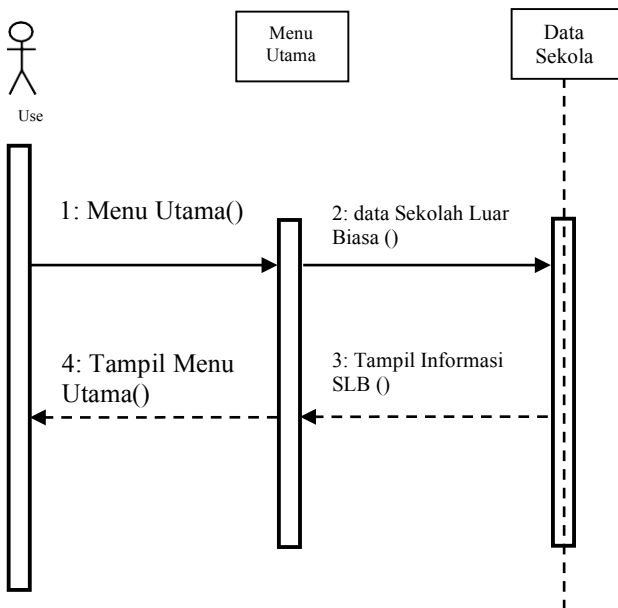 Menu
Utama
Data
Sekola
Use
1: Menu Utama()
2: data Sekolah Luar
Biasa ()
4: Tampil Menu
Utama()
3: Tampil Informasi
SLB ()